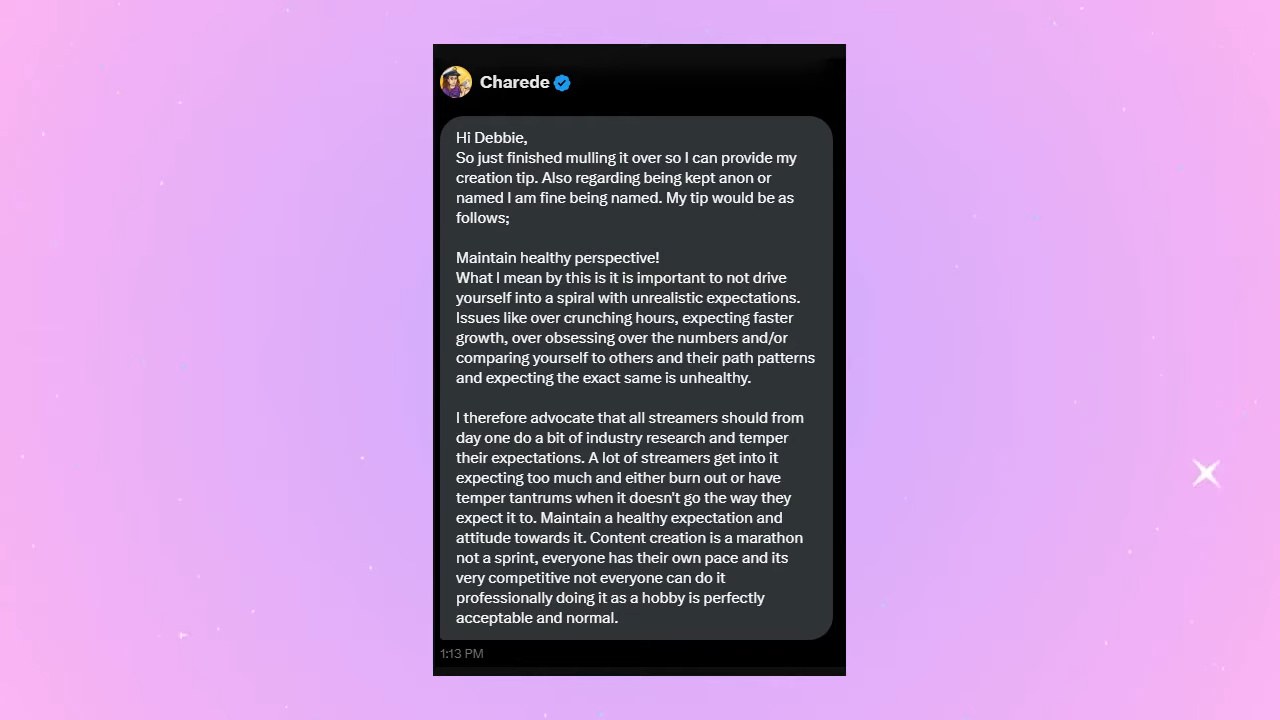 Charede
Hi Debbie,
So just finished mulling it over so I can provide my
creation tip. Also regarding being kept anon or
named I am fine being named. My tip would be as
follows;
Maintain healthy perspective!
What I mean by this is it is important to not drive
yourself into a spiral with unrealistic expectations.
Issues like over crunching hours, expecting faster
growth, over obsessing over the numbers and/or
comparing yourself to others and their path patterns
and expecting the exact same is unhealthy.
I therefore advocate that all streamers should from
day one do a bit of industry research and temper
their expectations. A lot of streamers get into it
expecting too much and either burn out or have
temper tantrums when it doesn't go the way they
expect it to. Maintain a healthy expectation and
attitude towards it. Content creation is a marathon
not a sprint, everyone has their own pace and its
very competitive not everyone can do it
professionally doing it as a hobby is perfectly
acceptable and normal.
1:13 PM